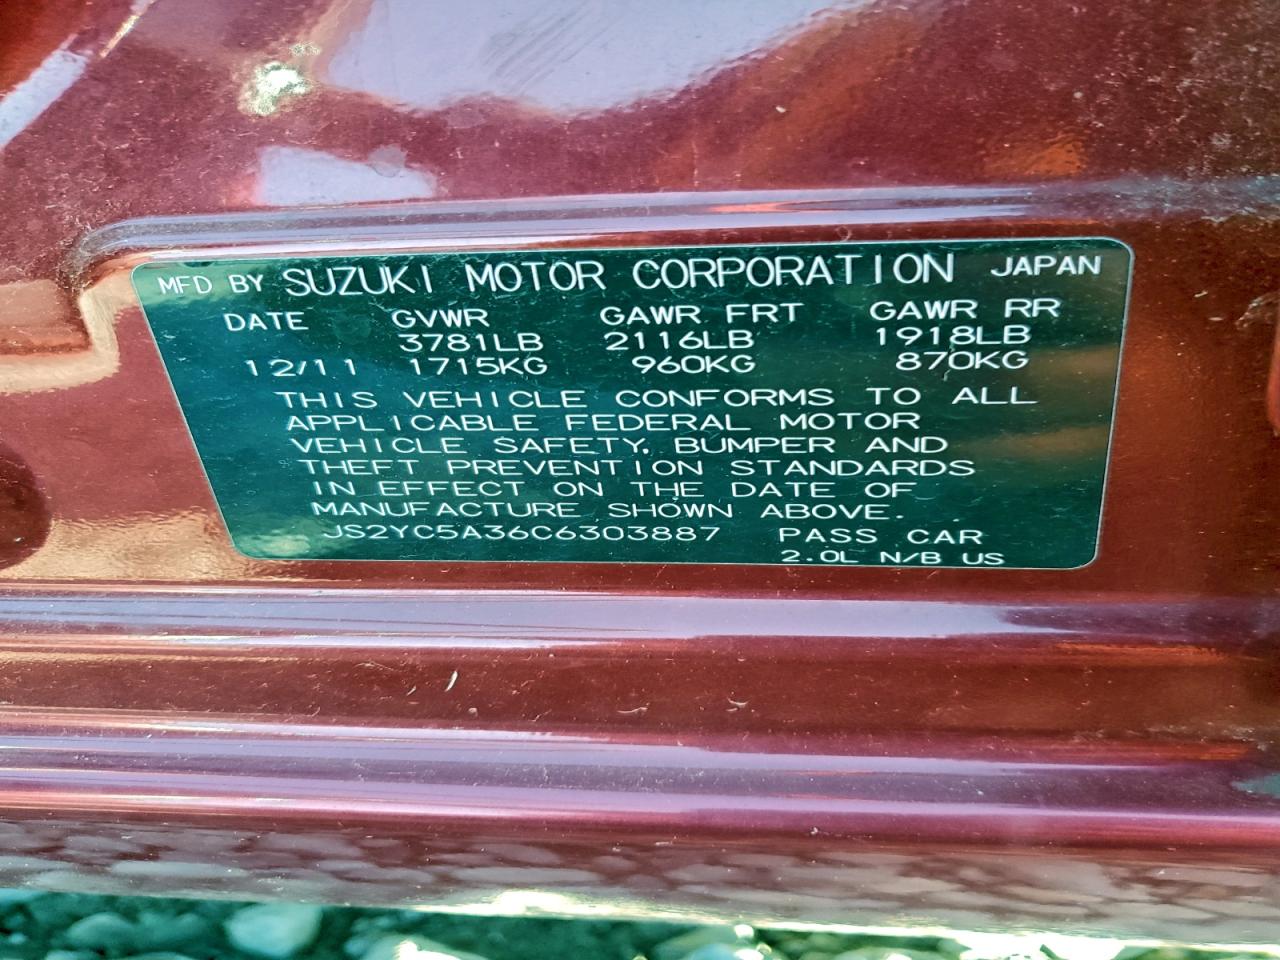 MFD BY SUZUKI MOTOR CORPORATION JAPAN
DATE GVWR GAWR FRT GAWR RR
3781LB 2116LB 1918LB
12/11 1715KG 960KG 870KG
THIS VEHICLE CONFORMS TO ALL
APPLICABLE FEDERAL MOTOR
VEHICLE SAFETY, BUMPER AND
THEFT PREVENTION STANDARDS
IN EFFECT ON THE DATE OF
MANUFACTURE SHOWN ABOVE.
JS2YC5A36C6303887 PASS CAR
2.0L N/B US